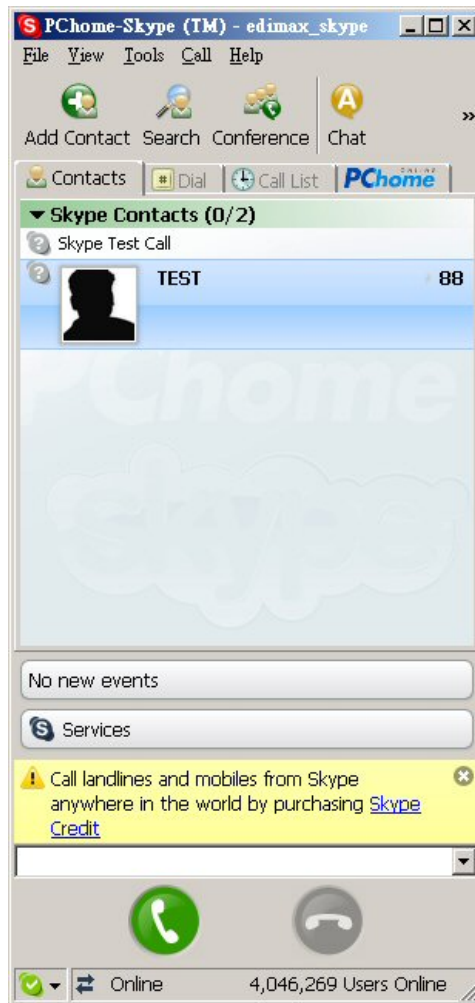 PChome-Skype (TM) - edimax_skype
File View Tools Call Help
Add Contact Search Conference Chat »
Contacts Dial Call List PChome ONLINE
Skype Contacts (0/2)
Skype Test Call
TEST 88
PChome
skype
No new events
Services
Call landlines and mobiles from Skype
anywhere in the world by purchasing Skype
Credit
Online 4,046,269 Users Online